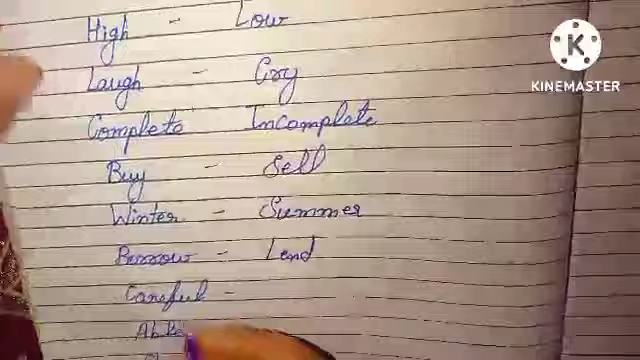 High - Low
Laugh - Cry
Complete Incomplete
Buy - Sell
Winter - Summer
Borrow - Lend
Careful -
KINEMASTER